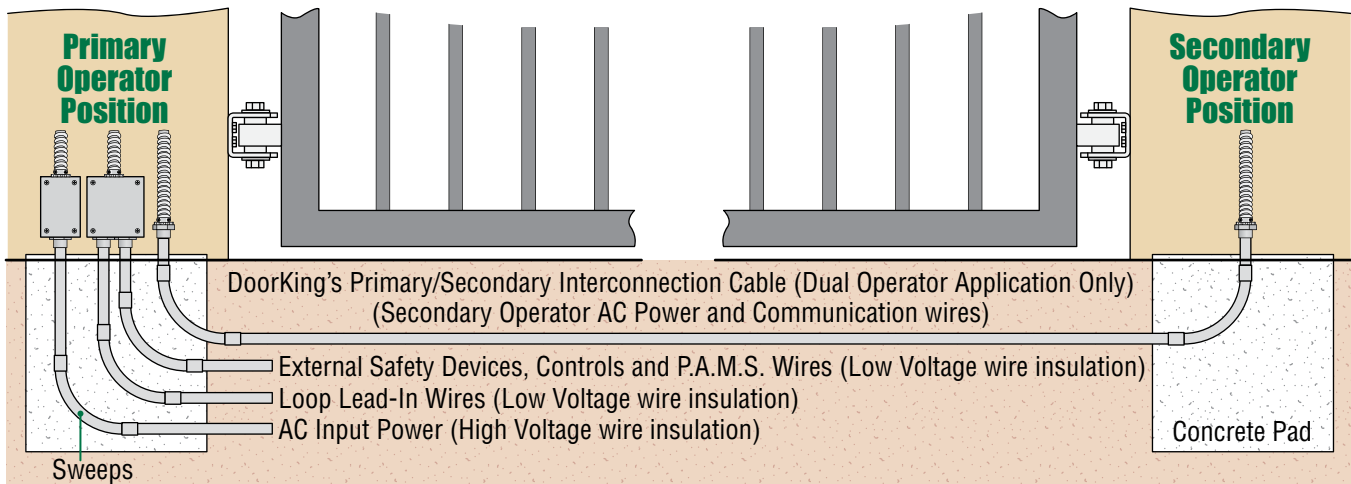 Primary
Operator
Position
Secondary
Operator
Position
DoorKing's Primary/Secondary Interconnection Cable (Dual Operator Application Only)
(Secondary Operator AC Power and Communication wires)
External Safety Devices, Controls and P.A.M.S. Wires (Low Voltage wire insulation)
Loop Lead-In Wires (Low Voltage wire insulation)
AC Input Power (High Voltage wire insulation)
Concrete Pad
Sweeps